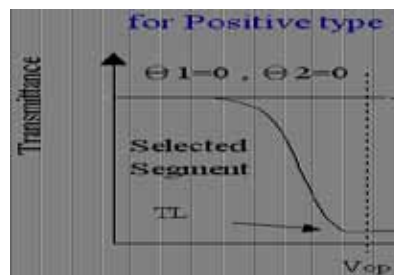 for Positive type
Θ1=0 , Θ2=0
Transmittance
Selected
Segment
TL
Vop